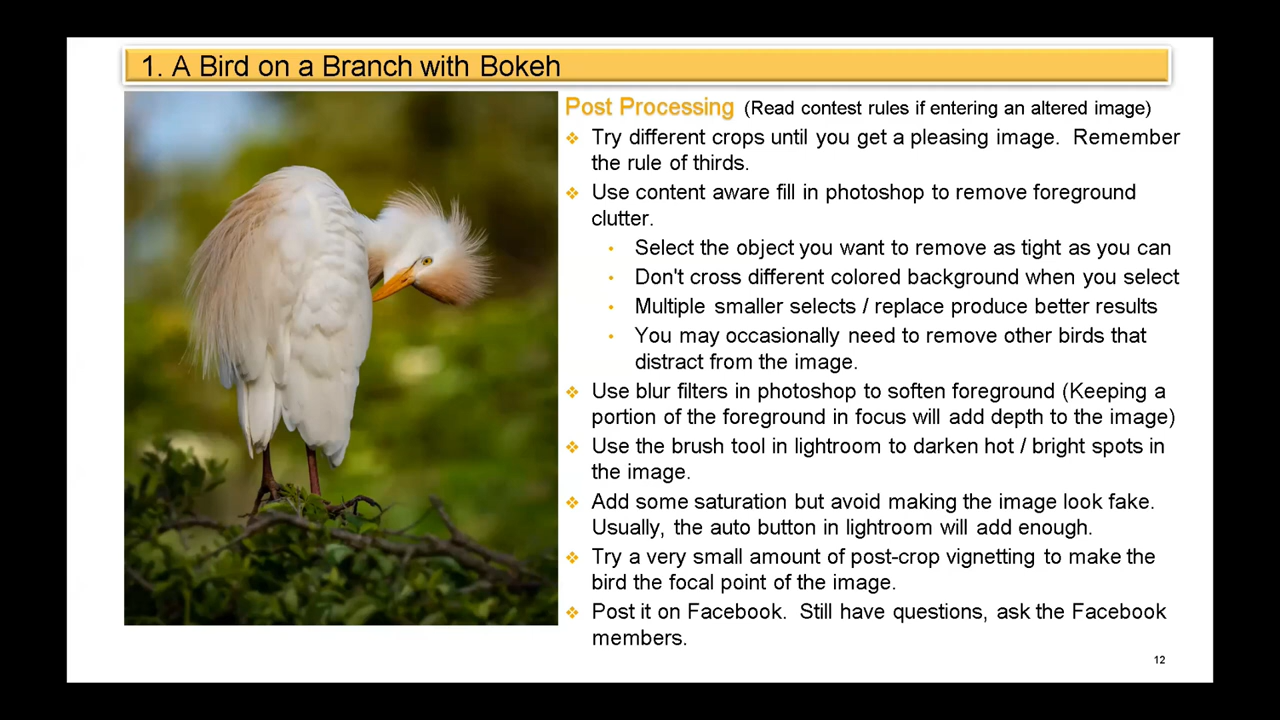 1. A Bird on a Branch with Bokeh
Post Processing (Read contest rules if entering an altered image)
Try different crops until you get a pleasing image. Remember
the rule of thirds.
Use content aware fill in photoshop to remove foreground
clutter.
Select the object you want to remove as tight as you can
Don't cross different colored background when you select
Multiple smaller selects / replace produce better results
You may occasionally need to remove other birds that
distract from the image.
Use blur filters in photoshop to soften foreground (Keeping a
portion of the foreground in focus will add depth to the image)
Use the brush tool in lightroom to darken hot / bright spots in
the image.
Add some saturation but avoid making the image look fake.
Usually, the auto button in lightroom will add enough.
Try a very small amount of post-crop vignetting to make the
bird the focal point of the image.
Post it on Facebook. Still have questions, ask the Facebook
members.
12